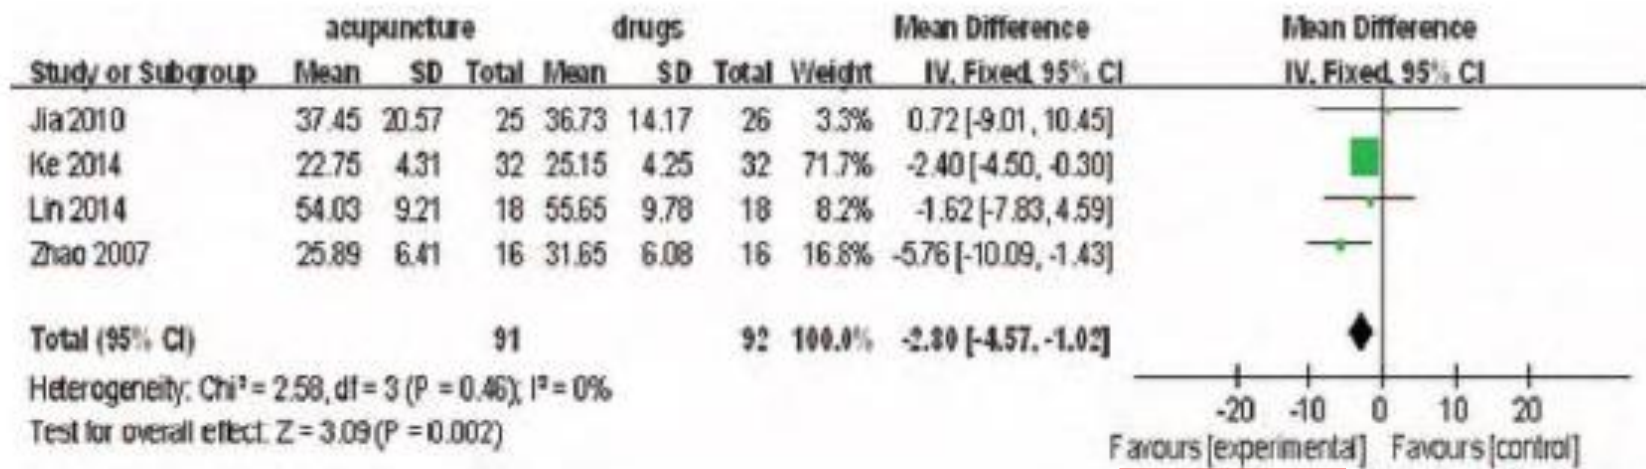 acupuncture drugs Mean Difference Mean Difference
Study or Subgroup Mean SD Total Mean SD Total Weight IV, Fixed, 95% CI IV, Fixed, 95% CI
Jia 2010 37.45 20.57 25 36.73 14.17 26 3.3% 0.72 [-9.01, 10.45]
Ke 2014 22.75 4.31 32 25.15 4.25 32 71.7% -2.40 [-4.50, -0.30]
Lin 2014 54.03 9.21 18 55.65 9.78 18 8.2% -1.62 [-7.83, 4.59]
Zhao 2007 25.89 6.41 16 31.65 6.08 16 16.8% -5.76 [-10.09, -1.43]
Total (95% CI) 91 92 100.0% -2.80 [-4.57, -1.02]
Heterogeneity: Chi² = 2.58, df = 3 (P = 0.46); I² = 0%
Test for overall effect: Z = 3.09 (P = 0.002)
-20 -10 0 10 20
Favours [experimental] Favours [control]